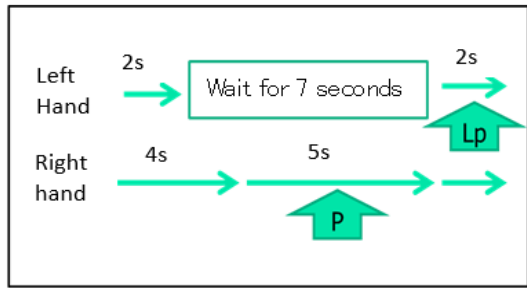 2s
2s
Left
Hand
Wait for 7 seconds
Lp
Right
hand
4s
5s
P